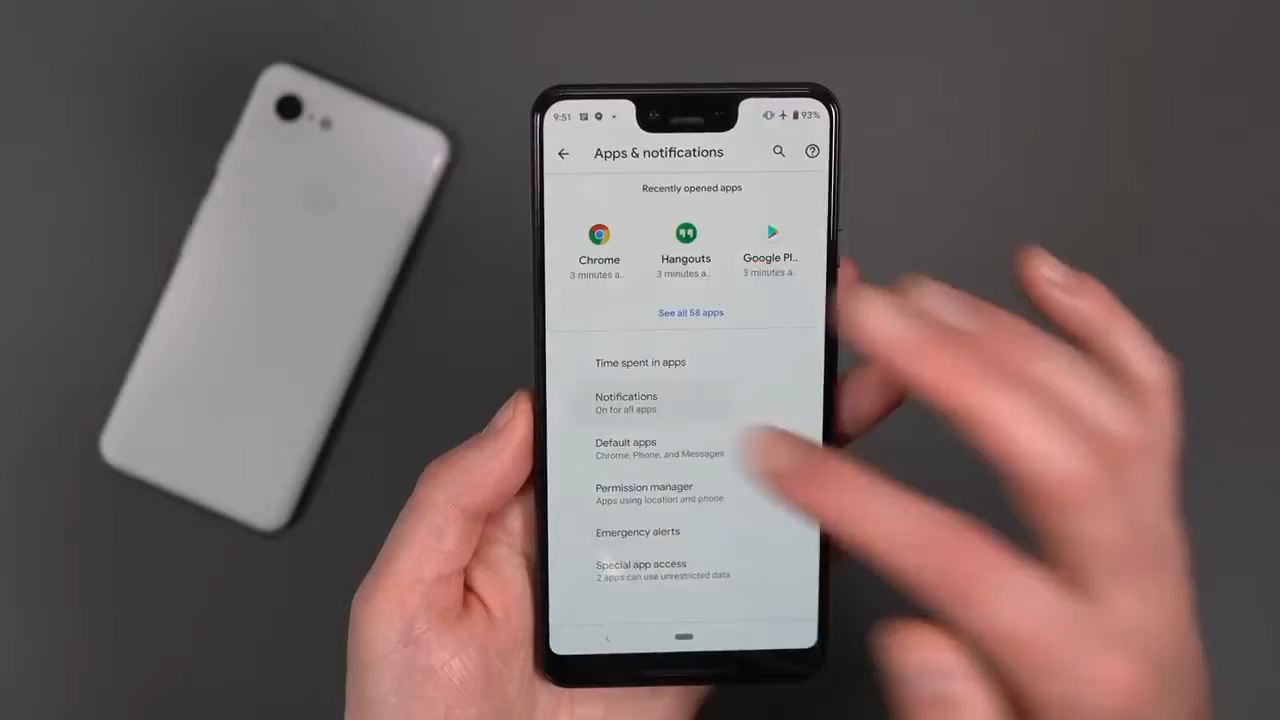 9:51 93%
Apps & notifications
Recently opened apps
Chrome Hangouts Google Pl..
3 minutes a.. 3 minutes a.. 3 minutes a..
See all 58 apps
Time spent in apps
Notifications
On for all apps
Default apps
Chrome, Phone, and Messages
Permission manager
Apps using location and phone
Emergency alerts
Special app access
2 apps can use unrestricted data